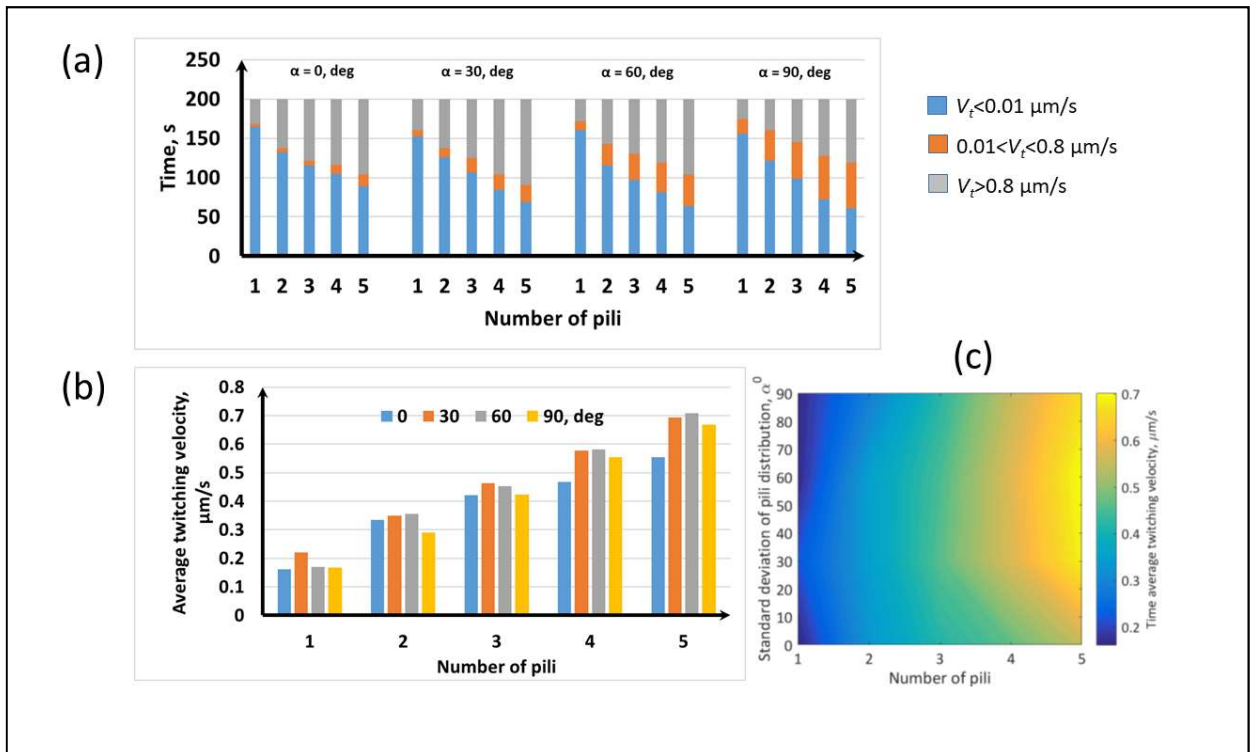 (a)
250
200
150
100
50
0
Time, s
α = 0, deg
α = 30, deg
α = 60, deg
α = 90, deg
1 2 3 4 5 1 2 3 4 5 1 2 3 4 5 1 2 3 4 5
Number of pili
Vt<0.01 µm/s
0.01<Vt<0.8 µm/s
Vt>0.8 µm/s
(b)
0.8
0.7
0.6
0.5
0.4
0.3
0.2
0.1
0
Average twitching velocity,
µm/s
0 30 60 90, deg
1 2 3 4 5
Number of pili
(c)
Standard deviation of pili distribution, α⁰
90
80
70
60
50
40
30
20
10
0
1 2 3 4 5
Number of pili
0.7
0.6
0.5
0.4
0.3
0.2
Time average twitching velocity, µm/s